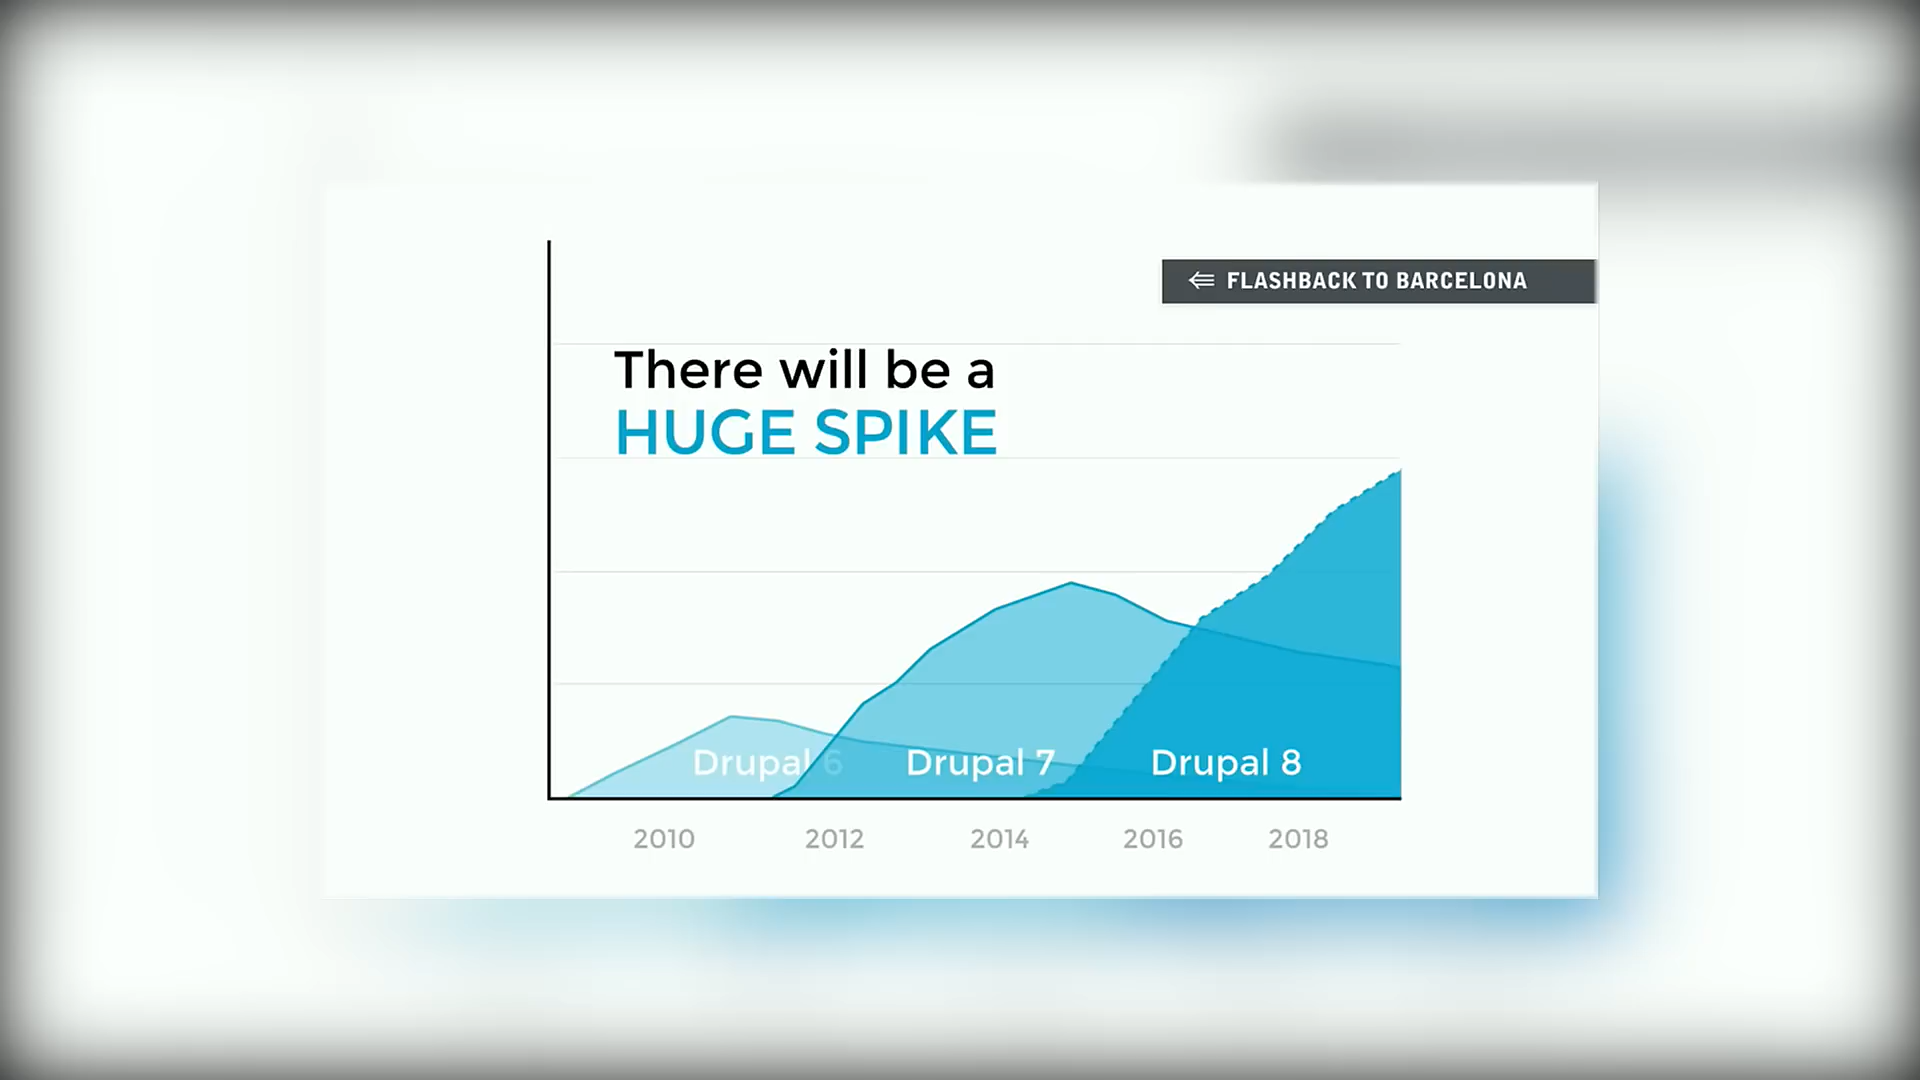 ⇐ FLASHBACK TO BARCELONA
There will be a
HUGE SPIKE
Drupal 6 Drupal 7 Drupal 8
2010 2012 2014 2016 2018